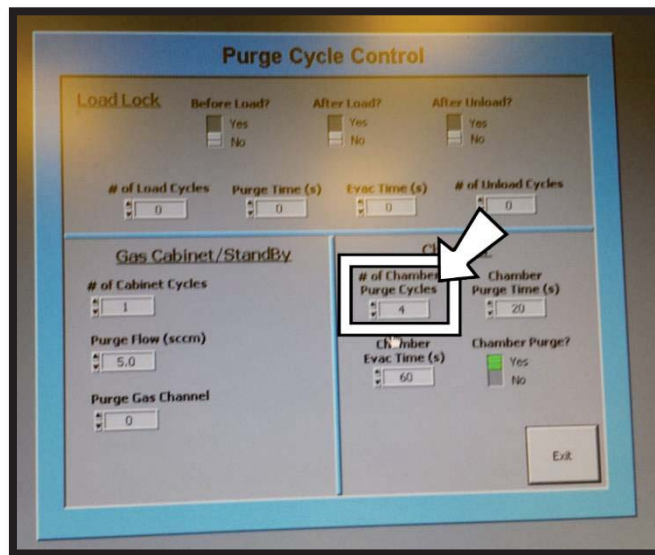 Purge Cycle Control
Load Lock
Before Load?
After Load?
After Unload?
Yes
No
Yes
No
Yes
No
# of Load Cycles
Purge Time (s)
Evac Time (s)
# of Unload Cycles
0
0
0
0
Gas Cabinet/StandBy
# of Cabinet Cycles
1
Purge Flow (sccm)
5.0
Purge Gas Channel
0
# of Chamber
Purge Cycles
4
Chamber
Purge Time (s)
20
Chamber
Evac Time (s)
60
Chamber Purge?
Yes
No
Exit